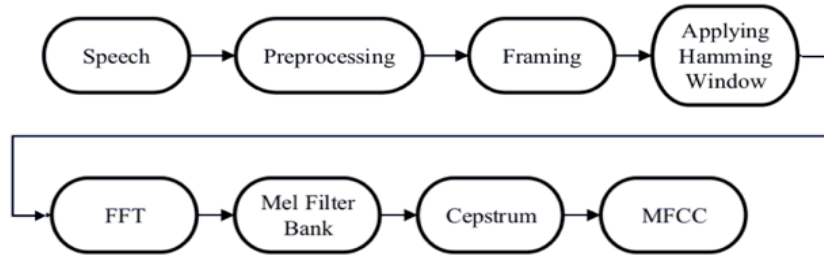 Speech
Preprocessing
Framing
Applying
Hamming
Window
FFT
Mel Filter
Bank
Cepstrum
MFCC